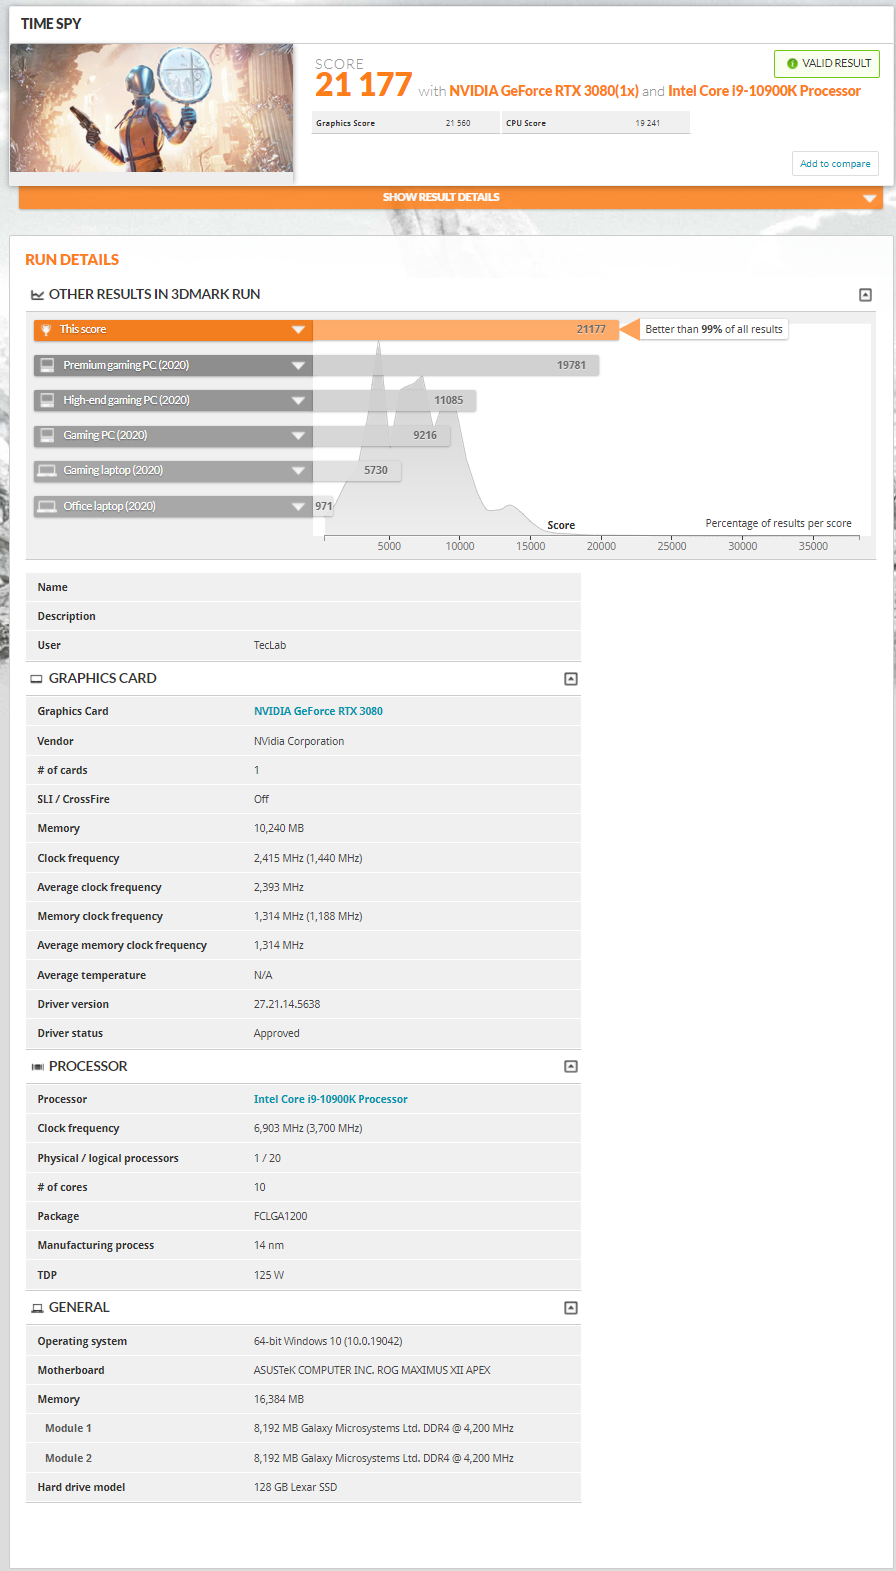 TIME SPY
SCORE
21 177 with NVIDIA GeForce RTX 3080(1x) and Intel Core i9-10900K Processor
VALID RESULT
Graphics Score 21 560 CPU Score 19 241
Add to compare
SHOW RESULT DETAILS
RUN DETAILS
OTHER RESULTS IN 3DMARK RUN
This score 21177 Better than 99% of all results
Premium gaming PC (2020) 19781
High-end gaming PC (2020) 11085
Gaming PC (2020) 9216
Gaming laptop (2020) 5730
Office laptop (2020) 971
Score Percentage of results per score
5000 10000 15000 20000 25000 30000 35000
Name
Description
User TecLab
GRAPHICS CARD
Graphics Card NVIDIA GeForce RTX 3080
Vendor NVidia Corporation
# of cards 1
SLI / CrossFire Off
Memory 10,240 MB
Clock frequency 2,415 MHz (1,440 MHz)
Average clock frequency 2,393 MHz
Memory clock frequency 1,314 MHz (1,188 MHz)
Average memory clock frequency 1,314 MHz
Average temperature N/A
Driver version 27.21.14.5638
Driver status Approved
PROCESSOR
Processor Intel Core i9-10900K Processor
Clock frequency 6,903 MHz (3,700 MHz)
Physical / logical processors 1 / 20
# of cores 10
Package FCLGA1200
Manufacturing process 14 nm
TDP 125 W
GENERAL
Operating system 64-bit Windows 10 (10.0.19042)
Motherboard ASUSTeK COMPUTER INC. ROG MAXIMUS XII APEX
Memory 16,384 MB
Module 1 8,192 MB Galaxy Microsystems Ltd. DDR4 @ 4,200 MHz
Module 2 8,192 MB Galaxy Microsystems Ltd. DDR4 @ 4,200 MHz
Hard drive model 128 GB Lexar SSD